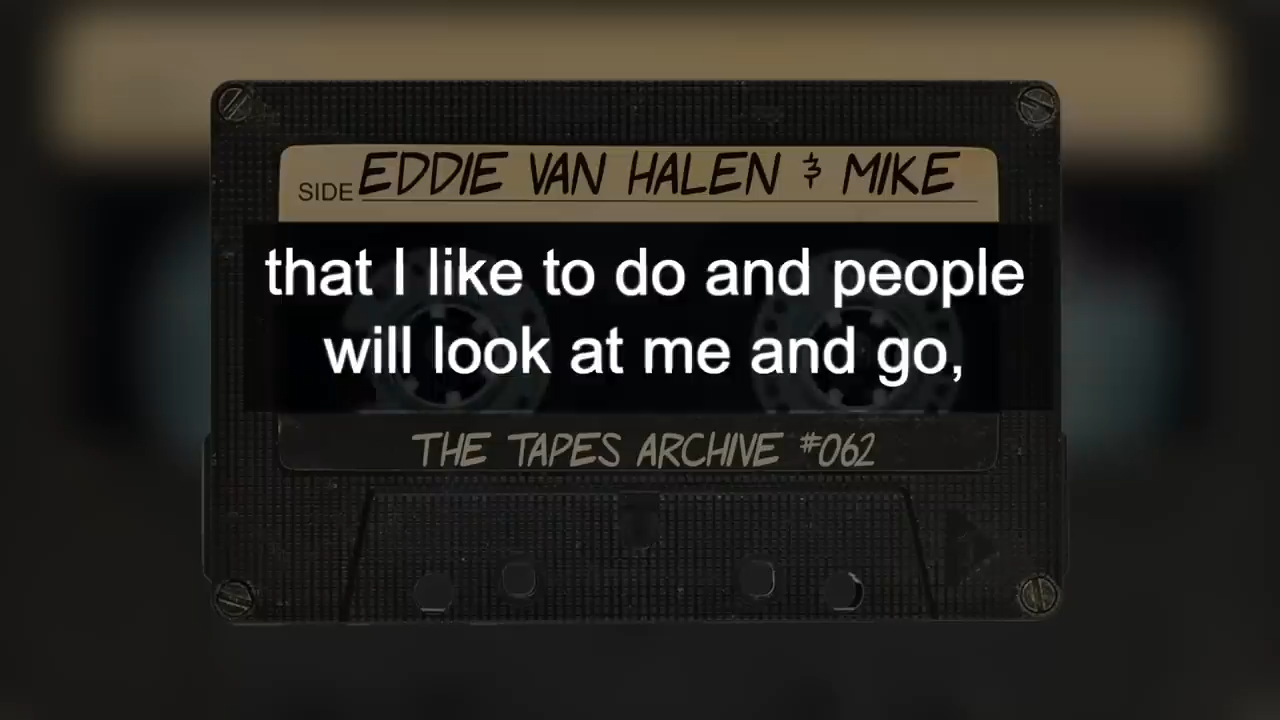 SIDE EDDIE VAN HALEN & MIKE
that I like to do and people
will look at me and go,
THE TAPES ARCHIVE #062